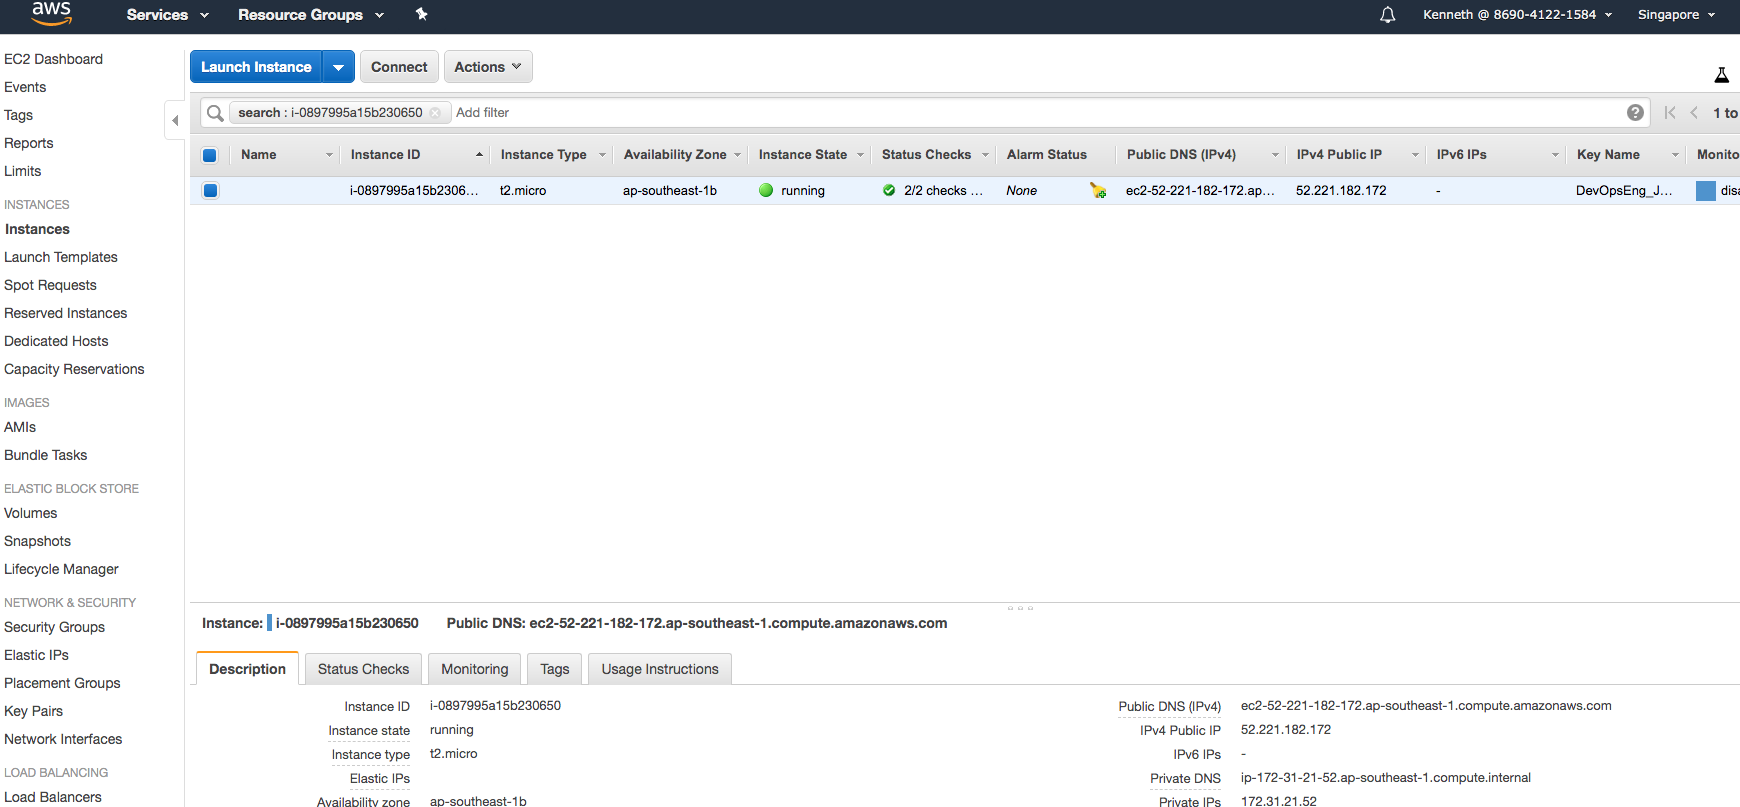 aws Services Resource Groups Kenneth @ 8690-4122-1584 Singapore
EC2 Dashboard
Events
Tags
Reports
Limits
INSTANCES
Instances
Launch Templates
Spot Requests
Reserved Instances
Dedicated Hosts
Capacity Reservations
IMAGES
AMIs
Bundle Tasks
ELASTIC BLOCK STORE
Volumes
Snapshots
Lifecycle Manager
NETWORK & SECURITY
Security Groups
Elastic IPs
Placement Groups
Key Pairs
Network Interfaces
LOAD BALANCING
Load Balancers
Launch Instance Connect Actions
search : i-0897995a15b230650 Add filter ? 1 to
Name Instance ID Instance Type Availability Zone Instance State Status Checks Alarm Status Public DNS (IPv4) IPv4 Public IP IPv6 IPs Key Name Monito
i-0897995a15b2306... t2.micro ap-southeast-1b running 2/2 checks ... None ec2-52-221-182-172.ap... 52.221.182.172 - DevOpsEng_J... disa
Instance: i-0897995a15b230650 Public DNS: ec2-52-221-182-172.ap-southeast-1.compute.amazonaws.com
Description Status Checks Monitoring Tags Usage Instructions
Instance ID i-0897995a15b230650 Public DNS (IPv4) ec2-52-221-182-172.ap-southeast-1.compute.amazonaws.com
Instance state running IPv4 Public IP 52.221.182.172
Instance type t2.micro IPv6 IPs -
Elastic IPs Private DNS ip-172-31-21-52.ap-southeast-1.compute.internal
Availability zone ap-southeast-1b Private IPs 172.31.21.52